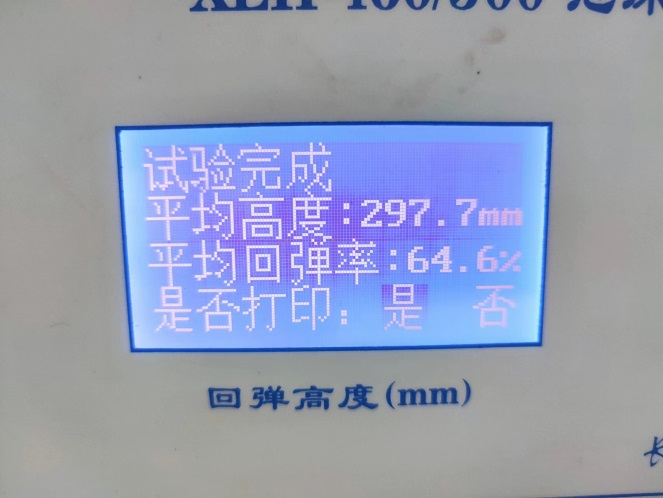 试验完成
平均高度:297.7mm
平均回弹率:64.6%
是否打印: 是 否
回弹高度(mm)